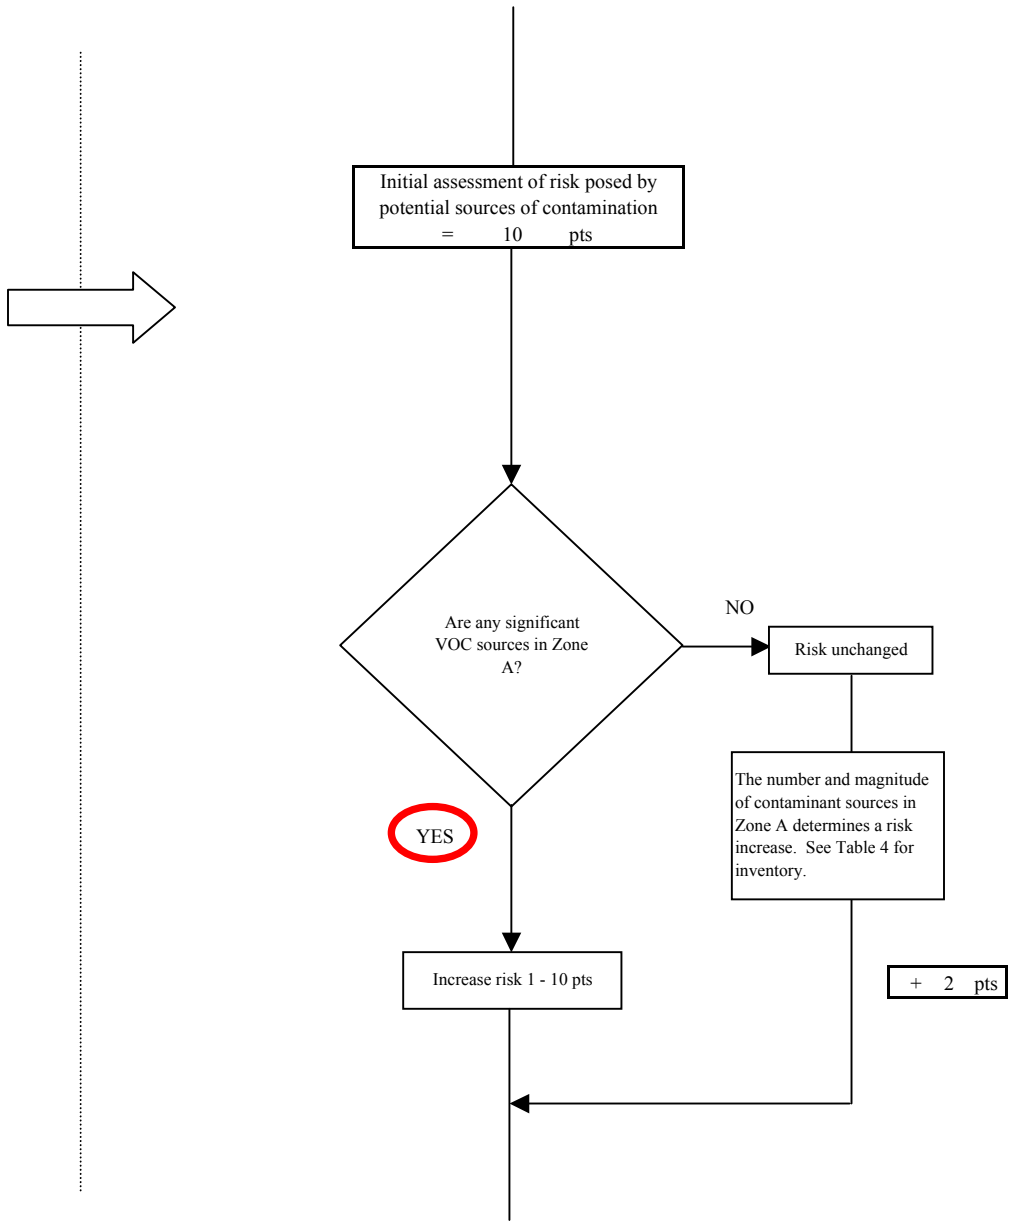 Initial assessment of risk posed by
potential sources of contamination
= 10 pts
Are any significant
VOC sources in Zone
A?
NO
Risk unchanged
The number and magnitude
of contaminant sources in
Zone A determines a risk
increase. See Table 4 for
inventory.
YES
Increase risk 1 - 10 pts
+ 2 pts